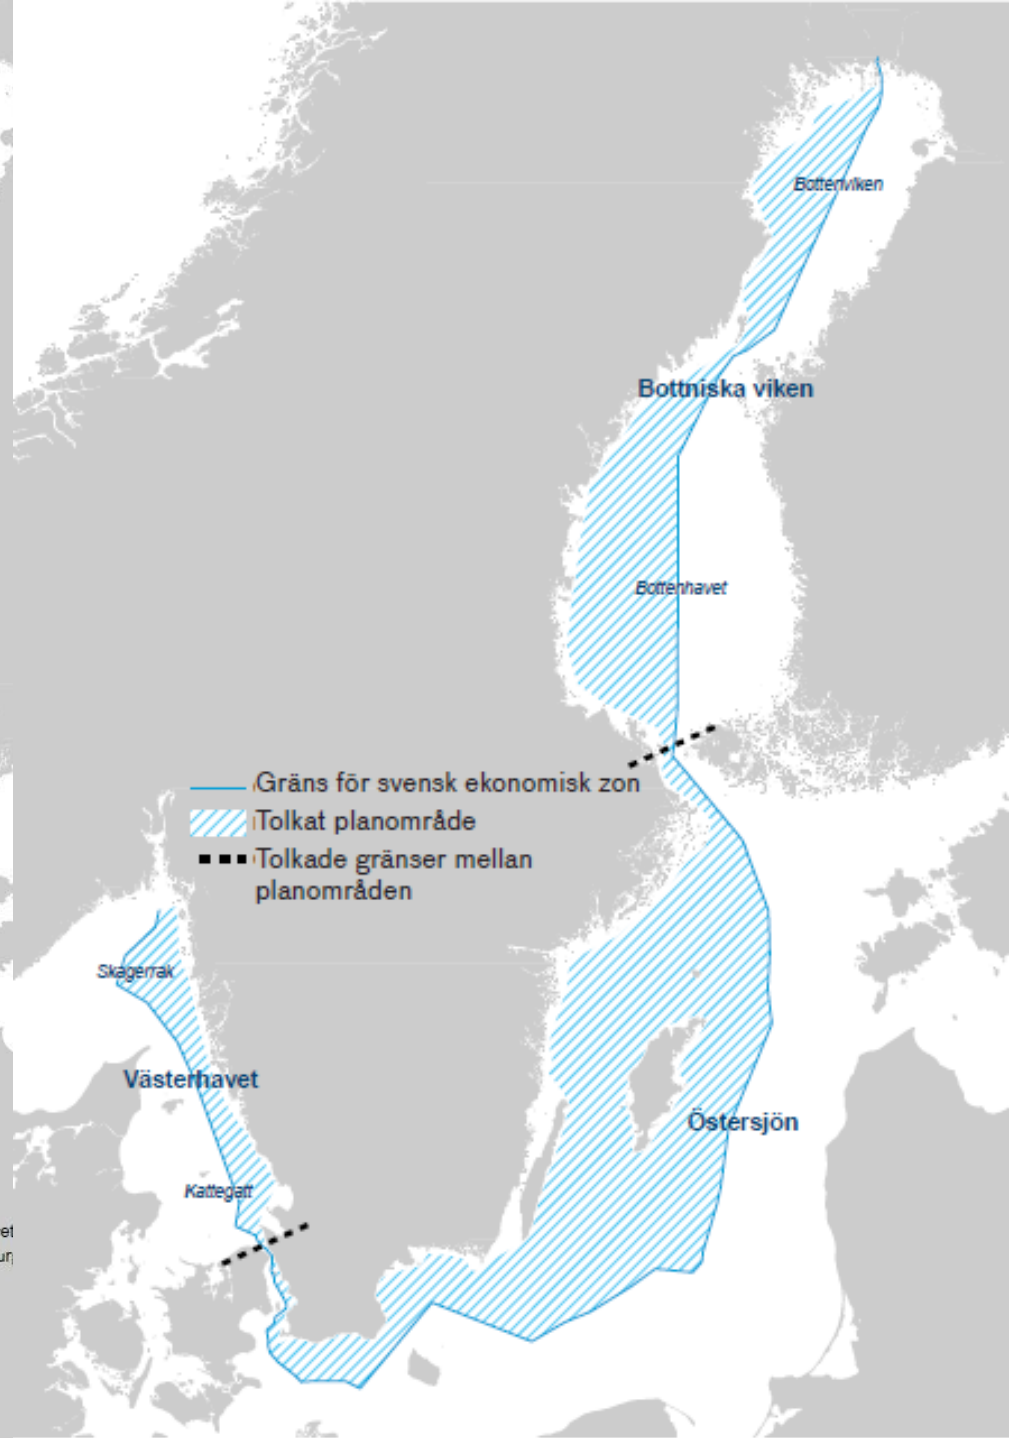 Bottenviken
Bottniska viken
Bottenhavet
Gräns för svensk ekonomisk zon
Tolkat planområde
Tolkade gränser mellan
planområden
Skagerrak
Västerhavet
Östersjön
Kattegatt